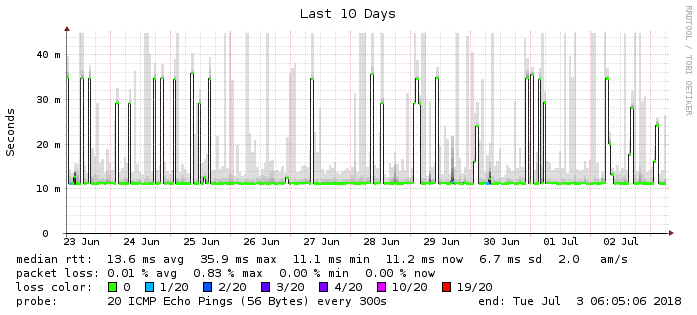 Last 10 Days
RRDTOOL / TOBI OETIKER
Seconds
40 m
30 m
20 m
10 m
0
23 Jun 24 Jun 25 Jun 26 Jun 27 Jun 28 Jun 29 Jun 30 Jun 01 Jul 02 Jul
median rtt: 13.6 ms avg 35.9 ms max 11.1 ms min 11.2 ms now 6.7 ms sd 2.0 am/s
packet loss: 0.01 % avg 0.83 % max 0.00 % min 0.00 % now
loss color: 0 1/20 2/20 3/20 4/20 10/20 19/20
probe: 20 ICMP Echo Pings (56 Bytes) every 300s end: Tue Jul 3 06:05:06 2018